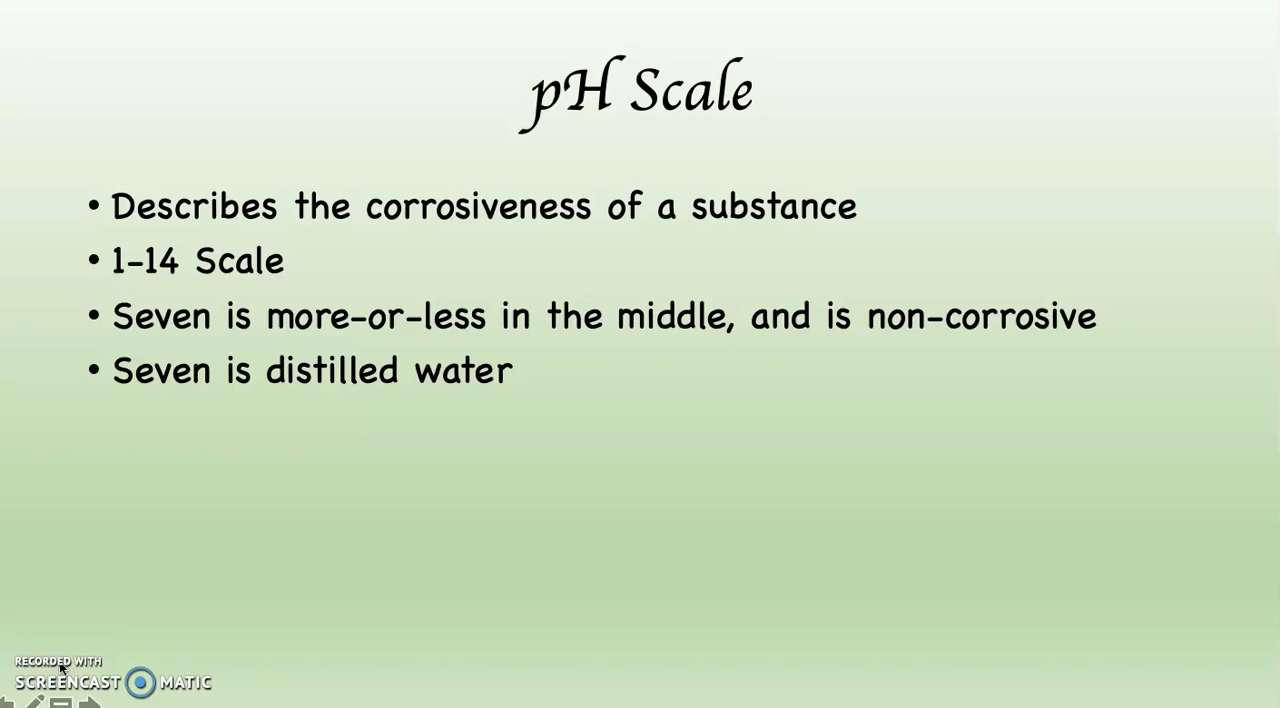 pH Scale
• Describes the corrosiveness of a substance
• 1-14 Scale
• Seven is more-or-less in the middle, and is non-corrosive
• Seven is distilled water
RECORDED WITH
SCREENCAST MATIC